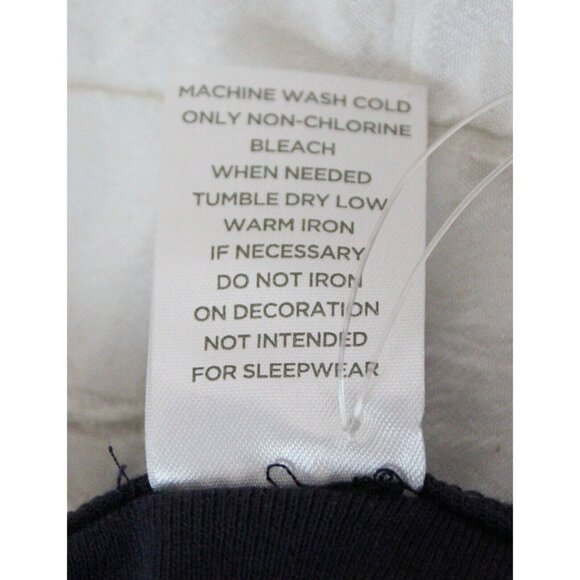 MACHINE WASH COLD
ONLY NON-CHLORINE
BLEACH
WHEN NEEDED
TUMBLE DRY LOW
WARM IRON
IF NECESSARY
DO NOT IRON
ON DECORATION
NOT INTENDED
FOR SLEEPWEAR